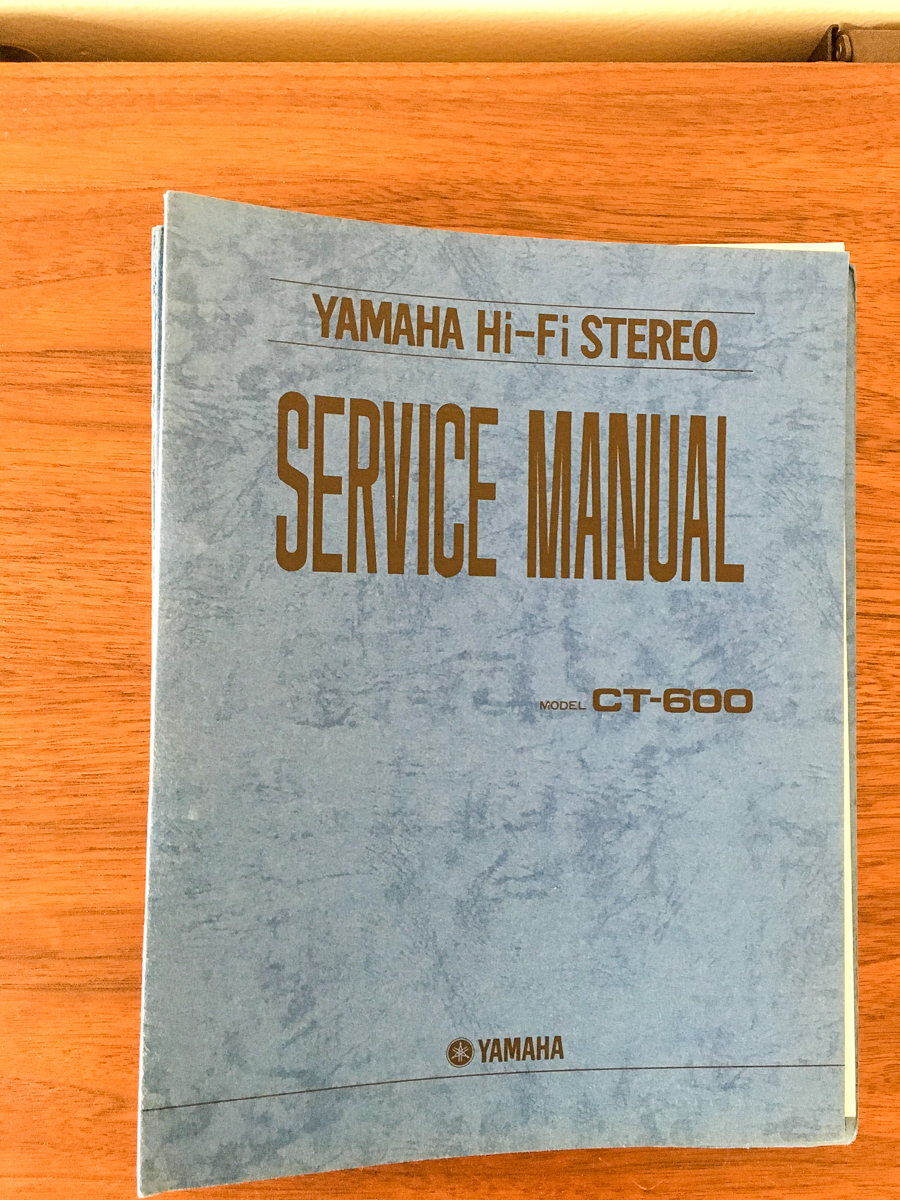 YAMAHA Hi-Fi STEREO
SERVICE MANUAL
MODEL CT-600
YAMAHA